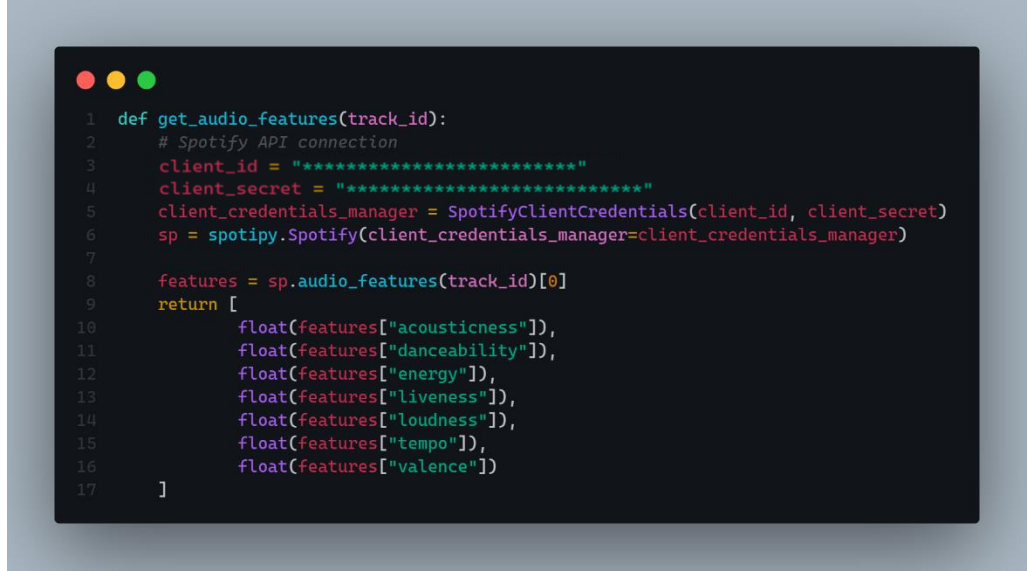 1 def get_audio_features(track_id):
2     # Spotify API connection
3     client_id = "*************************"
4     client_secret = "***************************"
5     client_credentials_manager = SpotifyClientCredentials(client_id, client_secret)
6     sp = spotipy.Spotify(client_credentials_manager=client_credentials_manager)
7
8     features = sp.audio_features(track_id)[0]
9     return [
10            float(features["acousticness"]),
11            float(features["danceability"]),
12            float(features["energy"]),
13            float(features["liveness"]),
14            float(features["loudness"]),
15            float(features["tempo"]),
16            float(features["valence"])
17     ]